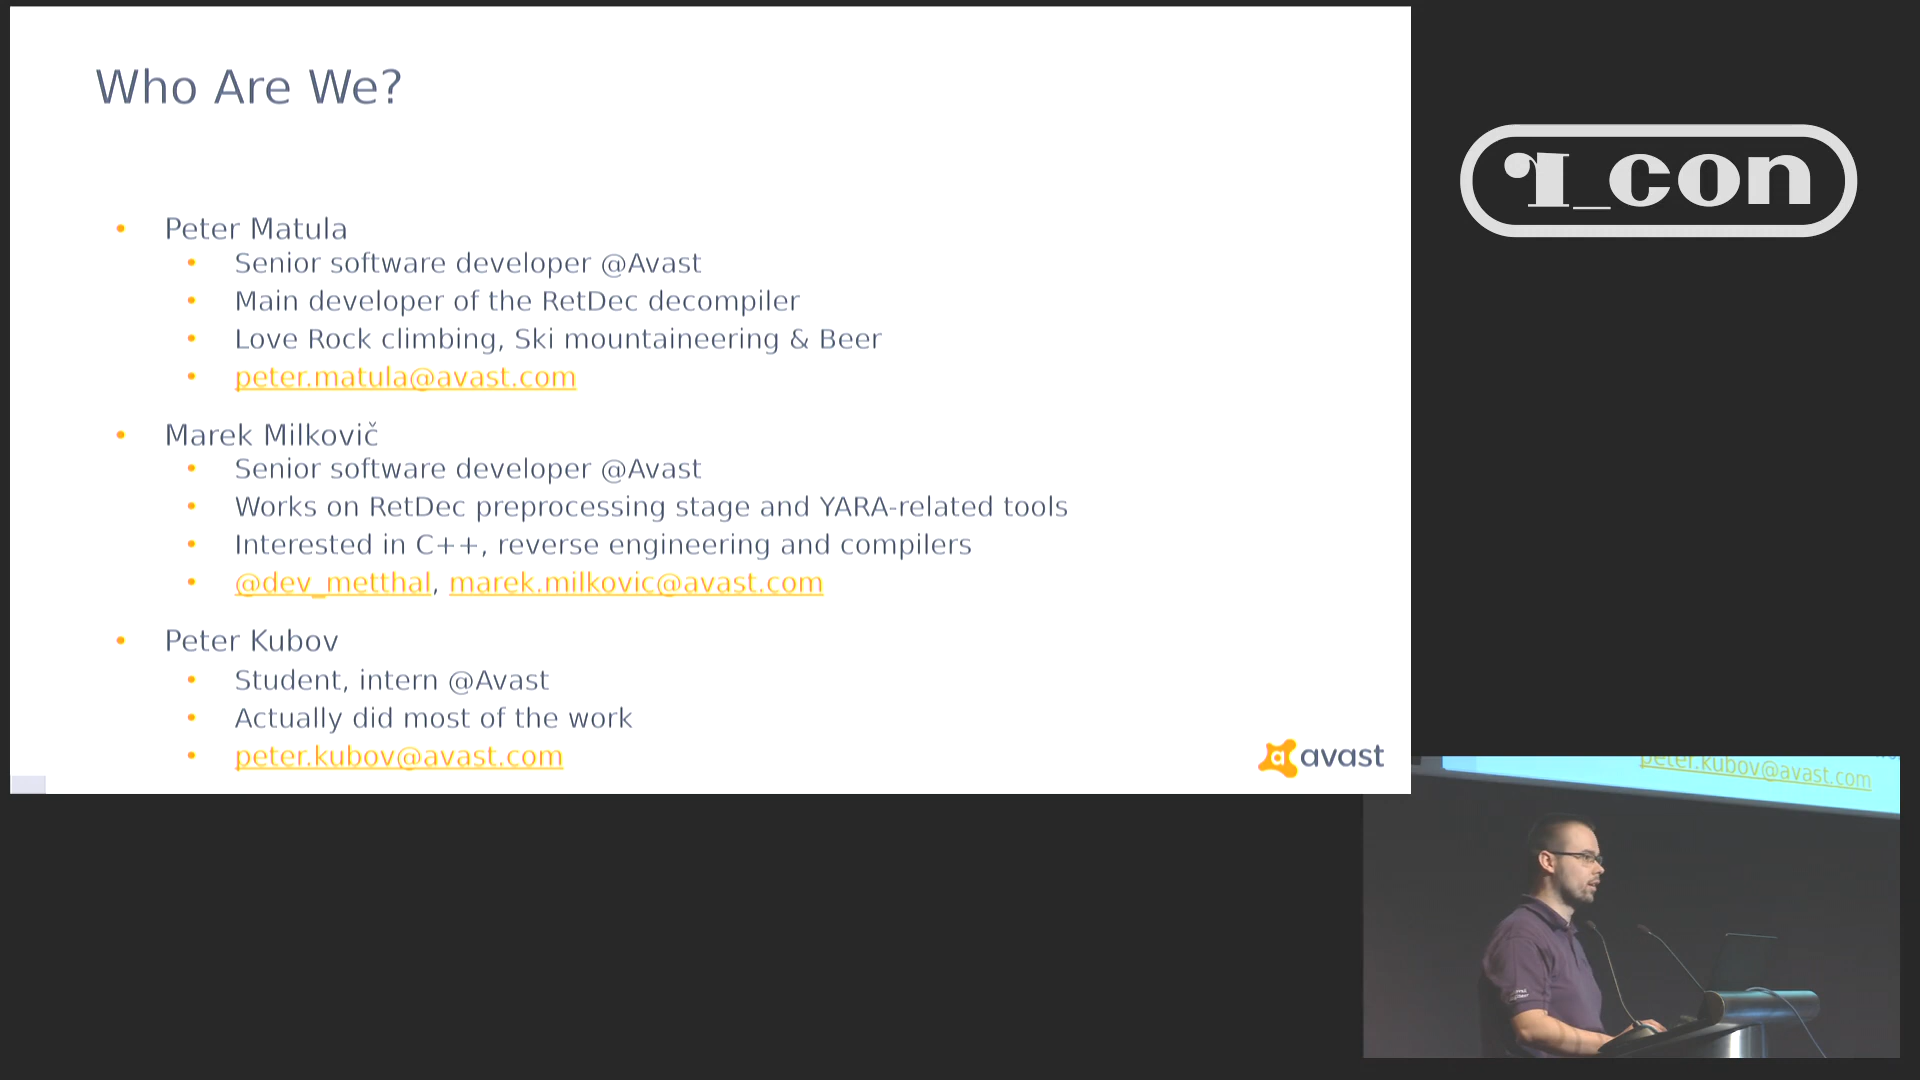 Who Are We?
Peter Matula
Senior software developer @Avast
Main developer of the RetDec decompiler
Love Rock climbing, Ski mountaineering & Beer
peter.matula@avast.com
Marek Milkovič
Senior software developer @Avast
Works on RetDec preprocessing stage and YARA-related tools
Interested in C++, reverse engineering and compilers
@dev_metthal, marek.milkovic@avast.com
Peter Kubov
Student, intern @Avast
Actually did most of the work
peter.kubov@avast.com
avast
r_con
peter.kubov@avast.com